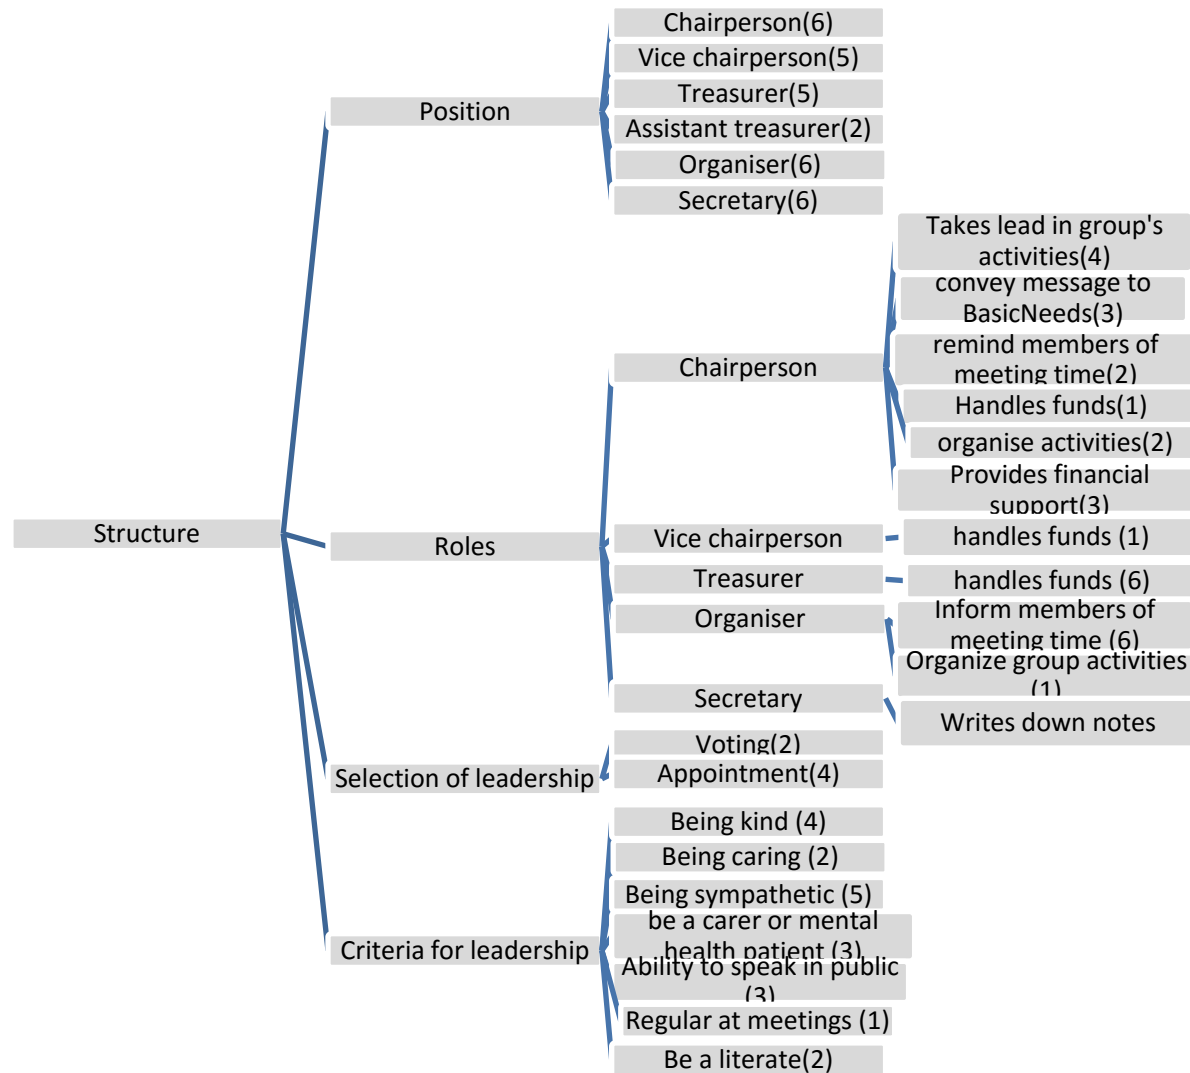 Structure
Position
Chairperson(6)
Vice chairperson(5)
Treasurer(5)
Assistant treasurer(2)
Organiser(6)
Secretary(6)
Roles
Chairperson
Takes lead in group's
activities(4)
convey message to
BasicNeeds(3)
remind members of
meeting time(2)
Handles funds(1)
organise activities(2)
Provides financial
support(3)
Vice chairperson
handles funds (1)
Treasurer
handles funds (6)
Organiser
Inform members of
meeting time (6)
Organize group activities
(1)
Secretary
Writes down notes
Selection of leadership
Voting(2)
Appointment(4)
Criteria for leadership
Being kind (4)
Being caring (2)
Being sympathetic (5)
be a carer or mental
health patient (3)
Ability to speak in public
(3)
Regular at meetings (1)
Be a literate(2)